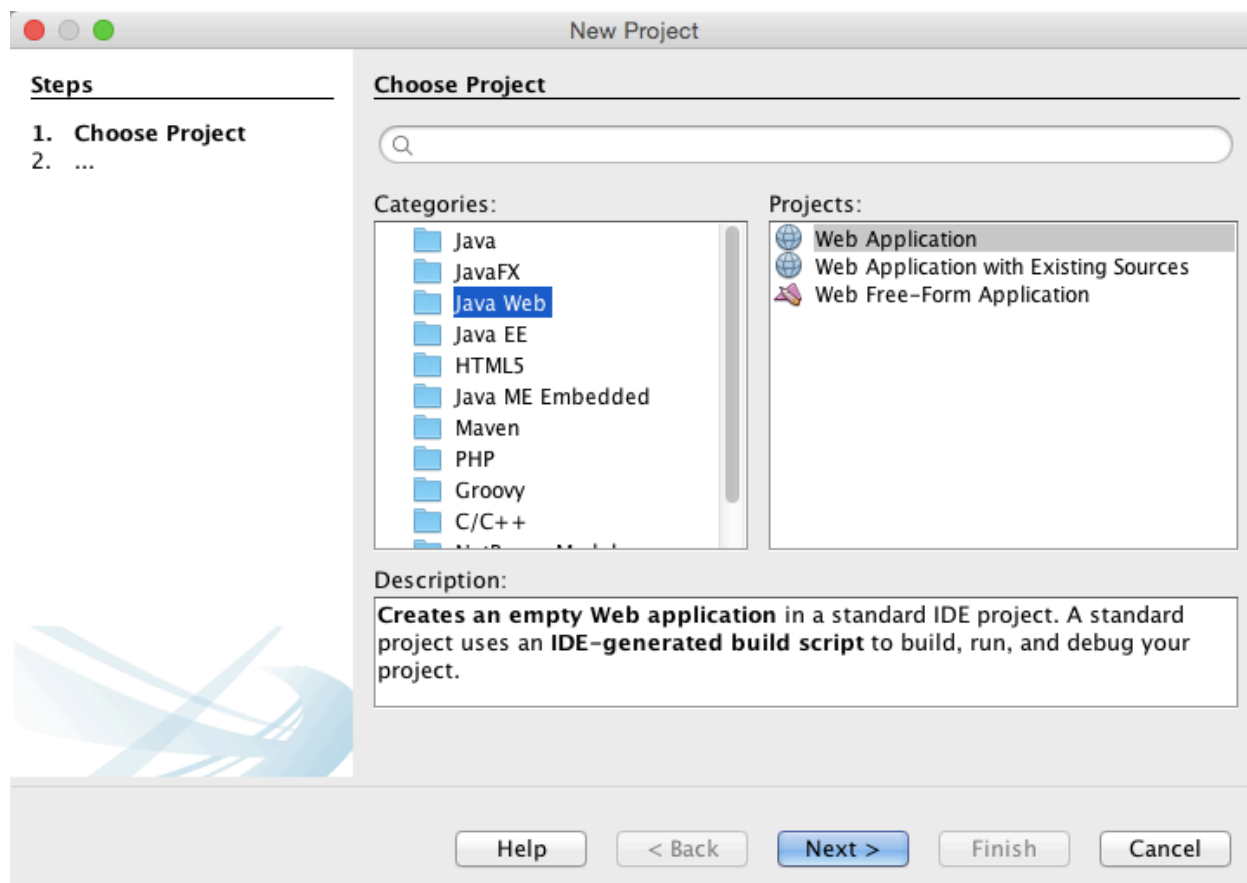 New Project
Steps
1. Choose Project
2. ...
Choose Project
Categories:
Java
JavaFX
Java Web
Java EE
HTML5
Java ME Embedded
Maven
PHP
Groovy
C/C++
Projects:
Web Application
Web Application with Existing Sources
Web Free-Form Application
Description:
Creates an empty Web application in a standard IDE project. A standard
project uses an IDE-generated build script to build, run, and debug your
project.
Help
< Back
Next >
Finish
Cancel